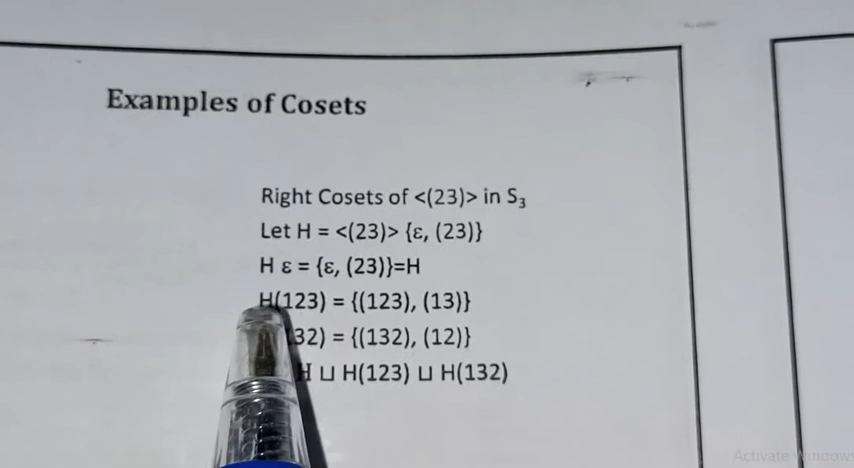 Examples of Cosets
Right Cosets of <(23)> in S₃
Let H = <(23)> {ε, (23)}
H ε = {ε, (23)}=H
H(123) = {(123), (13)}
32) = {(132), (12)}
H ⊔ H(123) ⊔ H(132)
Activate Windows